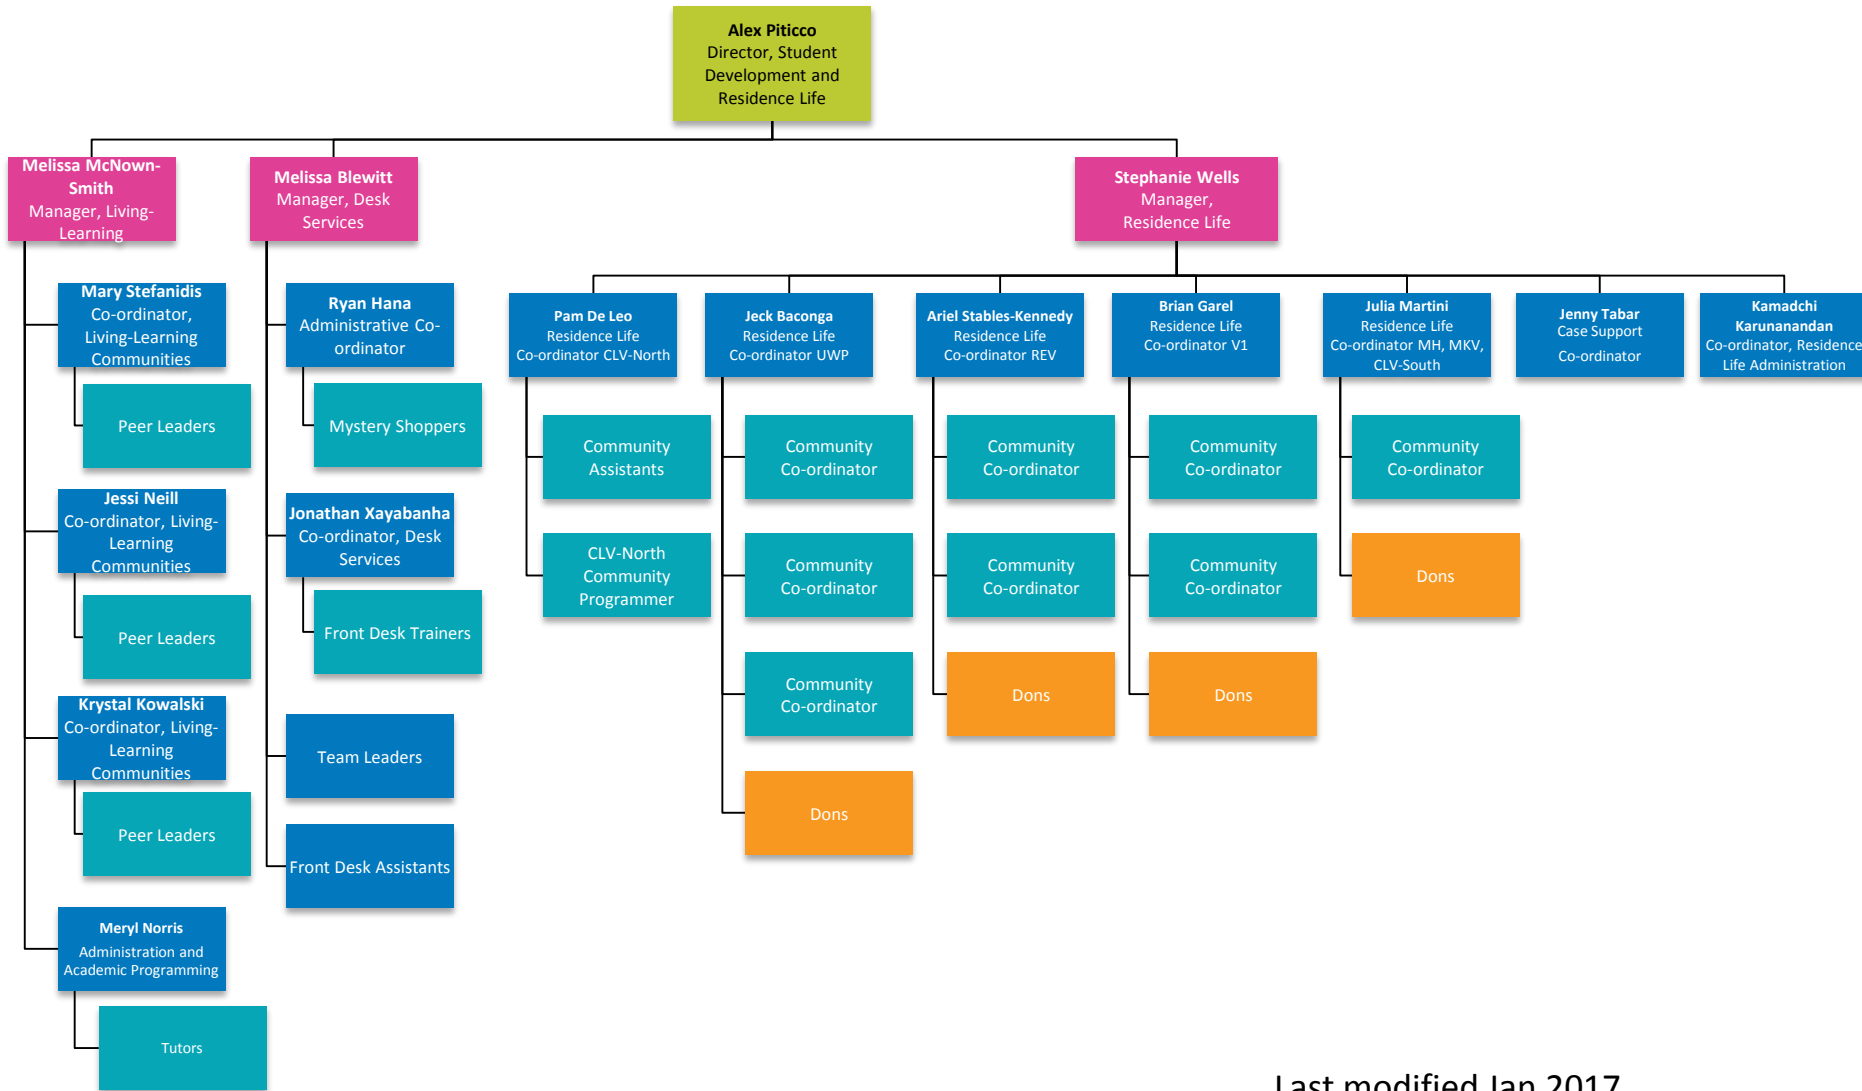 Alex Piticco
Director, Student
Development and
Residence Life
Melissa McNown-
Smith
Manager, Living-
Learning
Melissa Blewitt
Manager, Desk
Services
Stephanie Wells
Manager,
Residence Life
Mary Stefanidis
Co-ordinator,
Living-Learning
Communities
Peer Leaders
Jessi Neill
Co-ordinator, Living-
Learning
Communities
Peer Leaders
Krystal Kowalski
Co-ordinator, Living-
Learning
Communities
Peer Leaders
Meryl Norris
Administration and
Academic Programming
Tutors
Ryan Hana
Administrative Co-
ordinator
Mystery Shoppers
Jonathan Xayabanha
Co-ordinator, Desk
Services
Front Desk Trainers
Team Leaders
Front Desk Assistants
Pam De Leo
Residence Life
Co-ordinator CLV-North
Community
Assistants
CLV-North
Community
Programmer
Jeck Baconga
Residence Life
Co-ordinator UWP
Community
Co-ordinator
Community
Co-ordinator
Community
Co-ordinator
Dons
Ariel Stables-Kennedy
Residence Life
Co-ordinator REV
Community
Co-ordinator
Community
Co-ordinator
Dons
Brian Garel
Residence Life
Co-ordinator V1
Community
Co-ordinator
Community
Co-ordinator
Dons
Julia Martini
Residence Life
Co-ordinator MH, MKV,
CLV-South
Community
Co-ordinator
Dons
Jenny Tabar
Case Support
Co-ordinator
Kamadchi
Karunanandan
Co-ordinator, Residence
Life Administration
Last modified Jan 2017